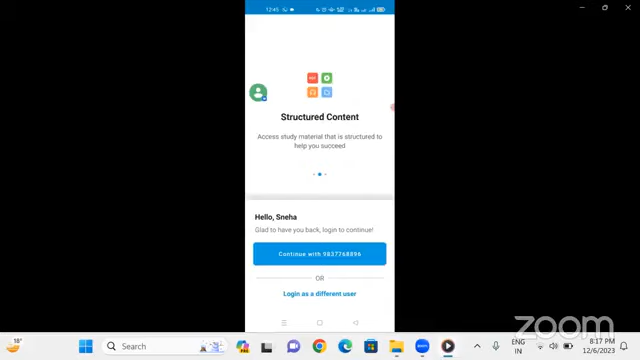 12:45
Structured Content
Access study material that is structured to
help you succeed
Hello, Sneha
Glad to have you back, login to continue!
Continue with 9837768896
OR
Login as a different user
zoom
18°
Search
ENG
IN
8:17 PM
12/6/2023